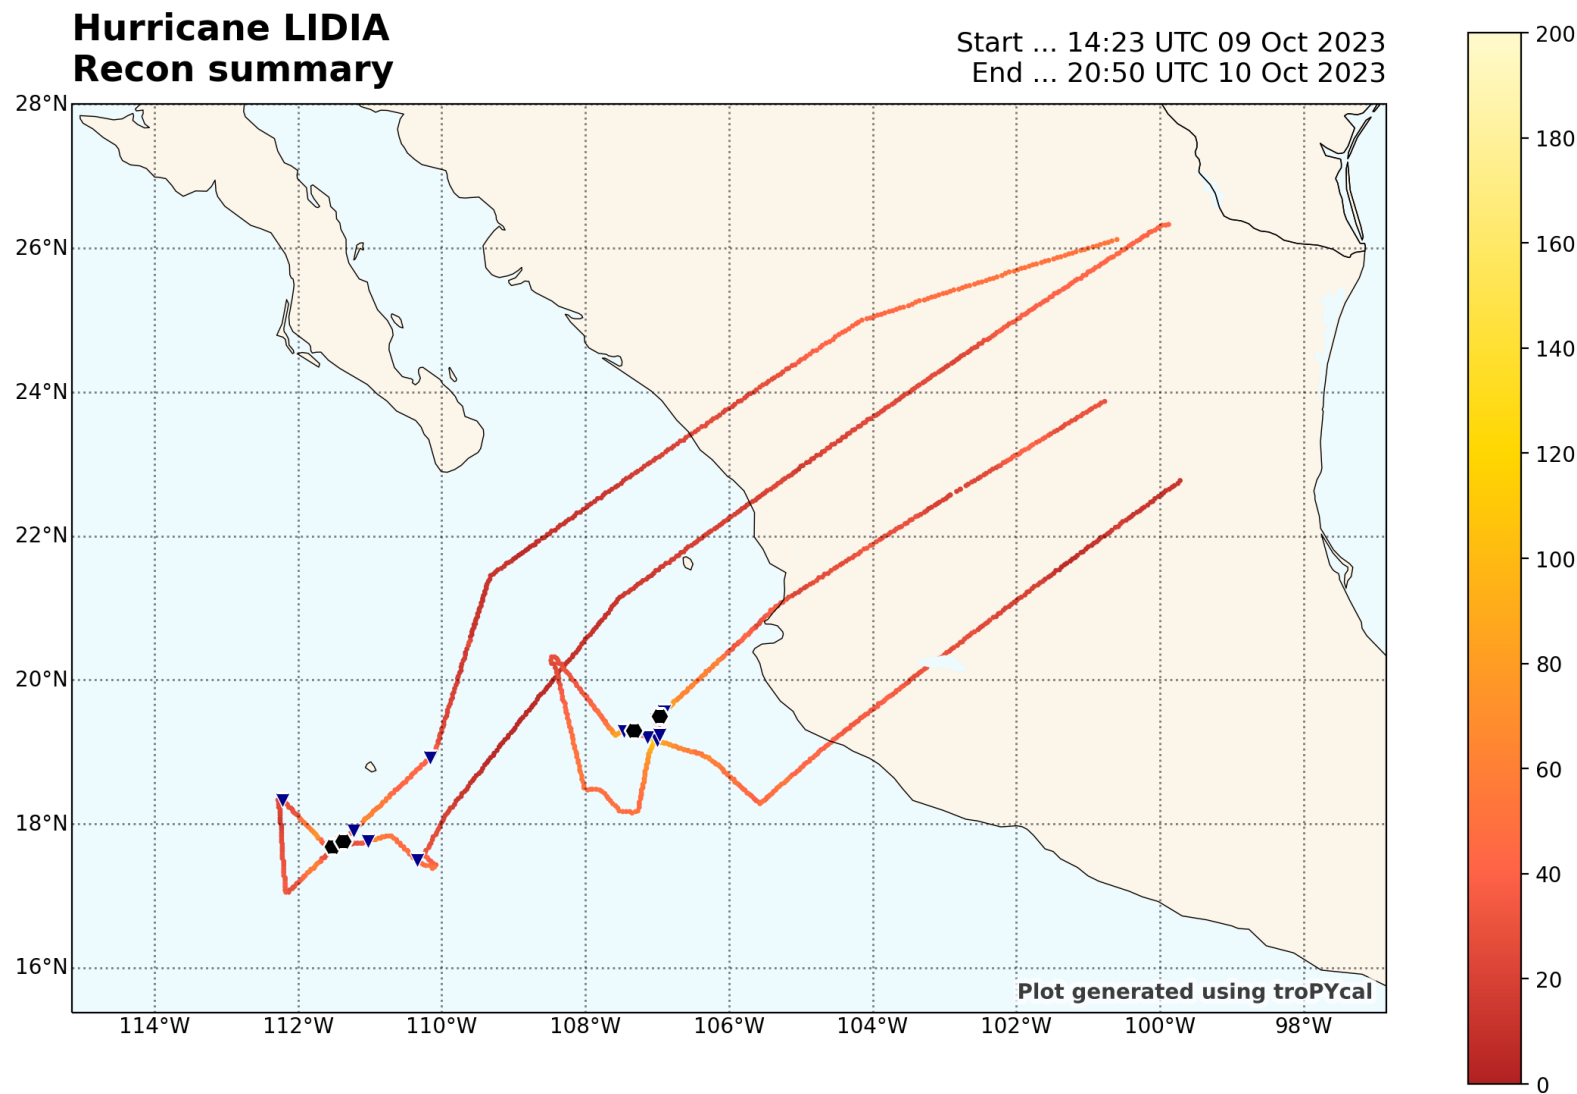 Hurricane LIDIA
Recon summary
Start ... 14:23 UTC 09 Oct 2023
End ... 20:50 UTC 10 Oct 2023
28°N
26°N
24°N
22°N
20°N
18°N
16°N
114°W 112°W 110°W 108°W 106°W 104°W 102°W 100°W 98°W
Plot generated using troPYcal
200
180
160
140
120
100
80
60
40
20
0